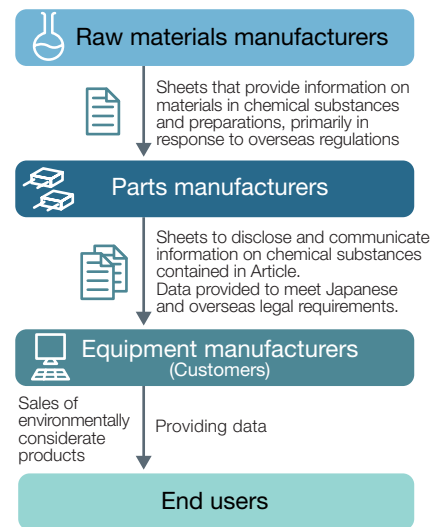 Raw materials manufacturers
Sheets that provide information on
materials in chemical substances
and preparations, primarily in
response to overseas regulations
Parts manufacturers
Sheets to disclose and communicate
information on chemical substances
contained in Article.
Data provided to meet Japanese
and overseas legal requirements.
Equipment manufacturers
(Customers)
Sales of
environmentally
considerate
products
Providing data
End users